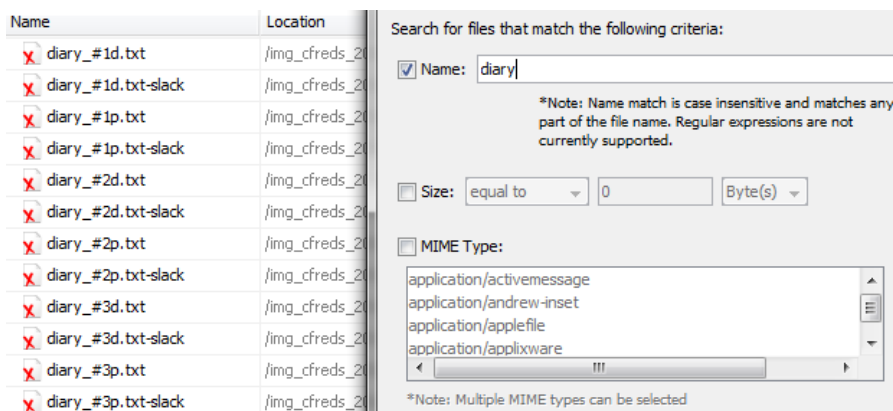 Name Location
diary_#1d.txt /img_cfreds_20
diary_#1d.txt-slack /img_cfreds_20
diary_#1p.txt /img_cfreds_20
diary_#1p.txt-slack /img_cfreds_20
diary_#2d.txt /img_cfreds_20
diary_#2d.txt-slack /img_cfreds_20
diary_#2p.txt /img_cfreds_20
diary_#2p.txt-slack /img_cfreds_20
diary_#3d.txt /img_cfreds_20
diary_#3d.txt-slack /img_cfreds_20
diary_#3p.txt /img_cfreds_20
diary_#3p.txt-slack /img_cfreds_20
Search for files that match the following criteria:
Name: diary
*Note: Name match is case insensitive and matches any
part of the file name. Regular expressions are not
currently supported.
Size: equal to 0 Byte(s)
MIME Type:
application/activemessage
application/andrew-inset
application/applefile
application/applixware
*Note: Multiple MIME types can be selected